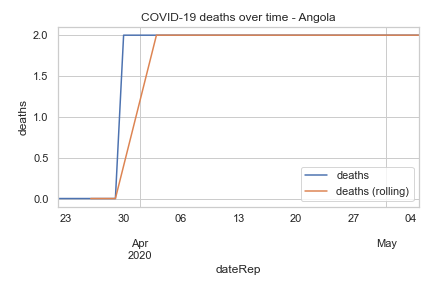 COVID-19 deaths over time - Angola
deaths
2.0
1.5
1.0
0.5
0.0
deaths
deaths (rolling)
23 30 06 13 20 27 04
Apr May
2020
dateRep